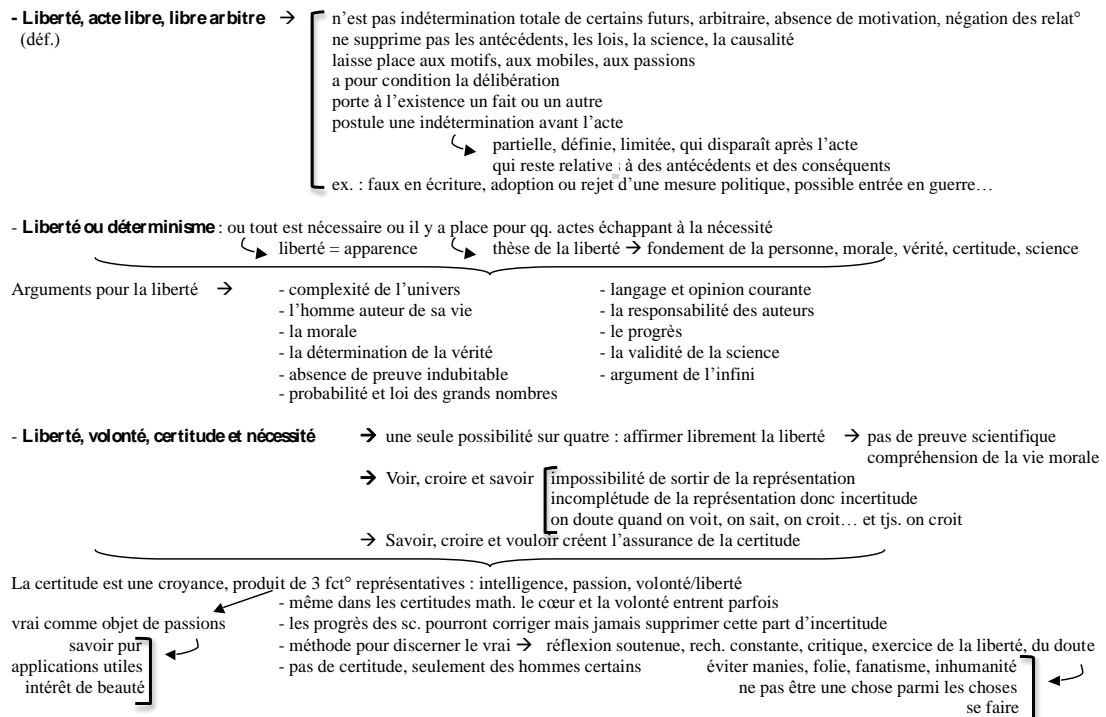 - Liberté, acte libre, libre arbitre → n’est pas indétermination totale de certains futurs, arbitraire, absence de motivation, négation des relat°
(déf.) ne supprime pas les antécédents, les lois, la science, la causalité
laisse place aux motifs, aux mobiles, aux passions
a pour condition la délibération
porte à l’existence un fait ou un autre
postule une indétermination avant l’acte
partielle, définie, limitée, qui disparaît après l’acte
qui reste relative à des antécédents et des conséquents
ex. : faux en écriture, adoption ou rejet d’une mesure politique, possible entrée en guerre…
- Liberté ou déterminisme : ou tout est nécessaire ou il y a place pour qq. actes échappant à la nécessité
liberté = apparence thèse de la liberté → fondement de la personne, morale, vérité, certitude, science
Arguments pour la liberté → - complexité de l’univers - langage et opinion courante
- l’homme auteur de sa vie - la responsabilité des auteurs
- la morale - le progrès
- la détermination de la vérité - la validité de la science
- absence de preuve indubitable - argument de l’infini
- probabilité et loi des grands nombres
- Liberté, volonté, certitude et nécessité → une seule possibilité sur quatre : affirmer librement la liberté → pas de preuve scientifique
compréhension de la vie morale
→ Voir, croire et savoir impossibilité de sortir de la représentation
incomplétude de la représentation donc incertitude
on doute quand on voit, on sait, on croit… et tjs. on croit
→ Savoir, croire et vouloir créent l’assurance de la certitude
La certitude est une croyance, produit de 3 fct° représentatives : intelligence, passion, volonté/liberté
- même dans les certitudes math. le cœur et la volonté entrent parfois
vrai comme objet de passions - les progrès des sc. pourront corriger mais jamais supprimer cette part d’incertitude
savoir pur - méthode pour discerner le vrai → réflexion soutenue, rech. constante, critique, exercice de la liberté, du doute
applications utiles - pas de certitude, seulement des hommes certains éviter manies, folie, fanatisme, inhumanité
intérêt de beauté ne pas être une chose parmi les choses
se faire